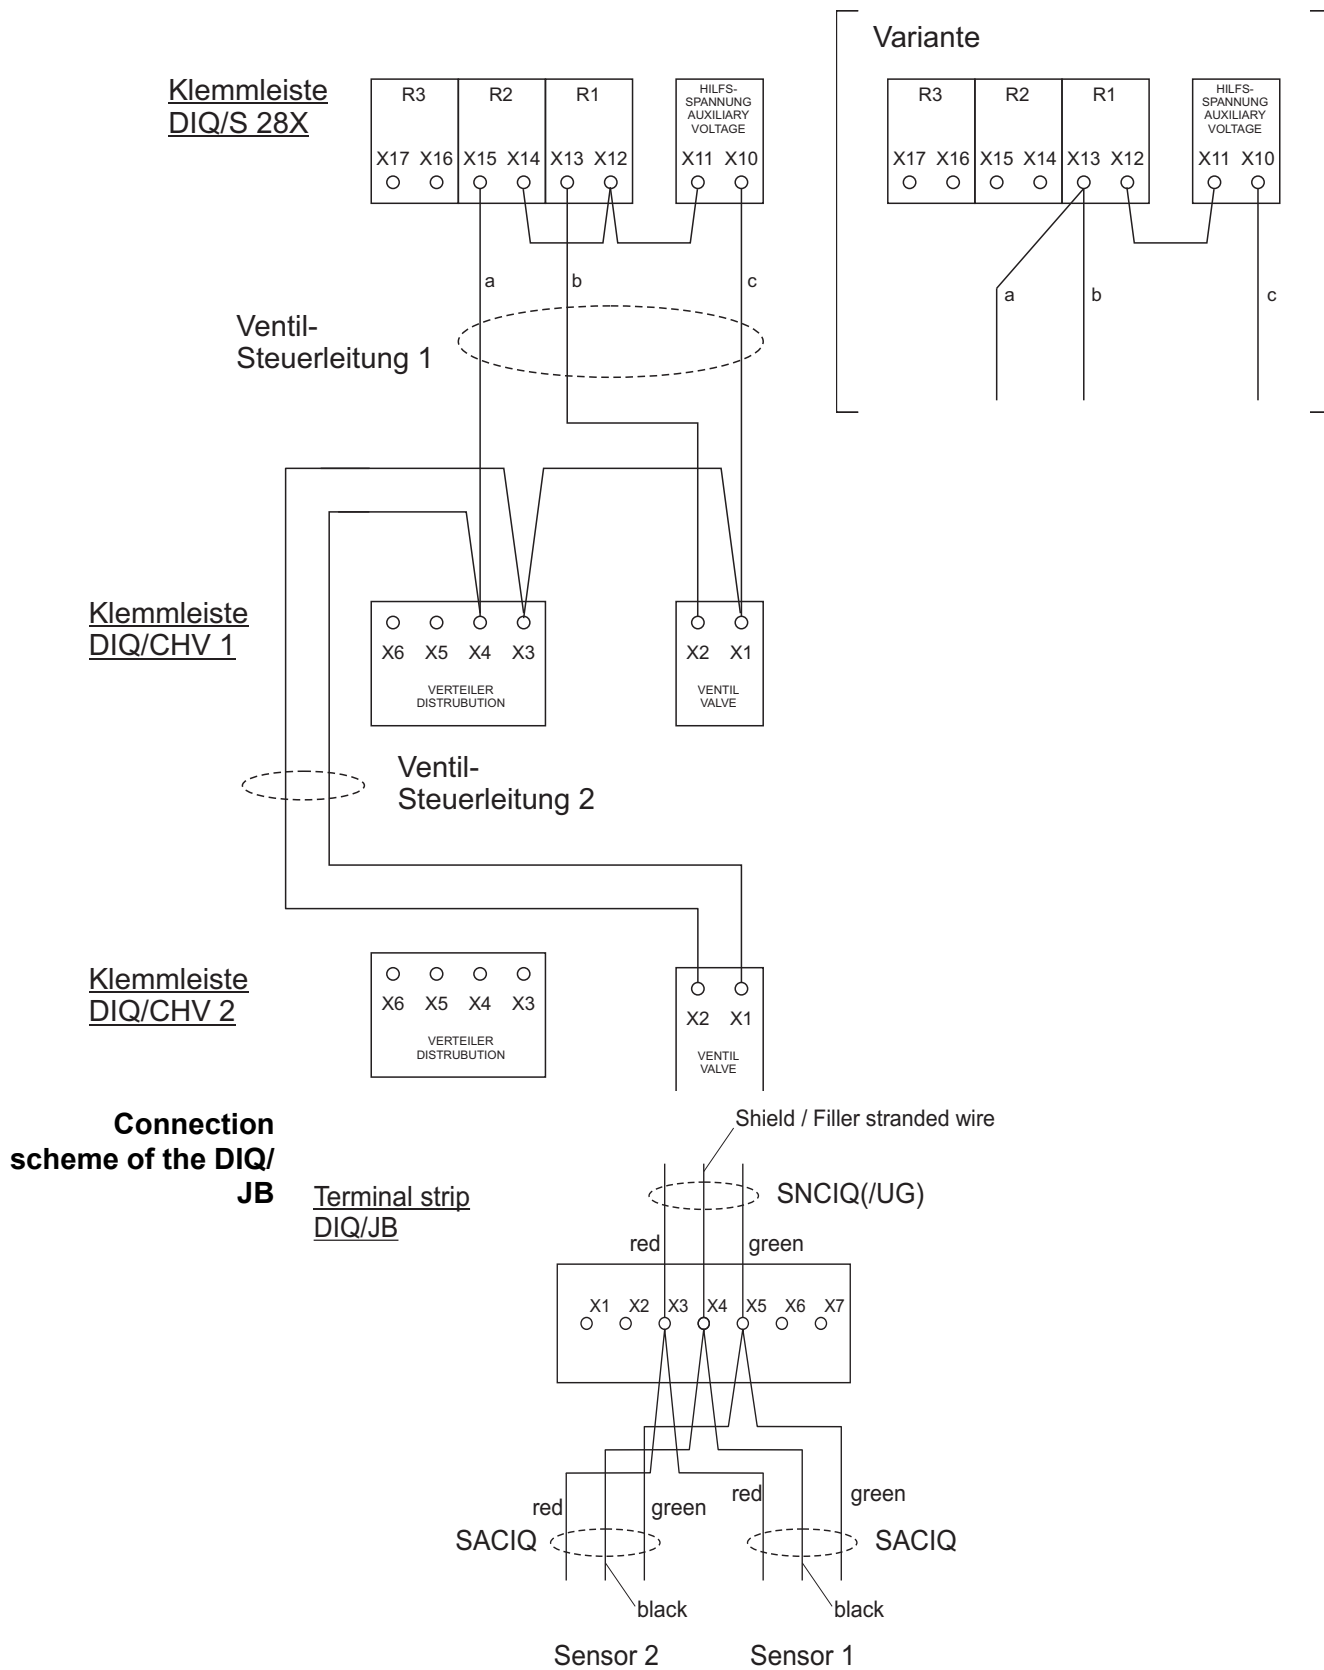 Variante
Klemmleiste
DIQ/S 28X
R3 R2 R1
HILFS-
SPANNUNG
AUXILIARY
VOLTAGE
X17 X16 X15 X14 X13 X12 X11 X10
R3 R2 R1
HILFS-
SPANNUNG
AUXILIARY
VOLTAGE
X17 X16 X15 X14 X13 X12 X11 X10
a b c
a b c
Ventil-
Steuerleitung 1
Klemmleiste
DIQ/CHV 1
X6 X5 X4 X3
VERTEILER
DISTRUBUTION
X2 X1
VENTIL
VALVE
Ventil-
Steuerleitung 2
Klemmleiste
DIQ/CHV 2
X6 X5 X4 X3
VERTEILER
DISTRUBUTION
X2 X1
VENTIL
VALVE
Connection
scheme of the DIQ/
JB
Shield / Filler stranded wire
Terminal strip
DIQ/JB
SNCIQ(/UG)
red green
X1 X2 X3 X4 X5 X6 X7
red green red green
SACIQ SACIQ
black black
Sensor 2 Sensor 1